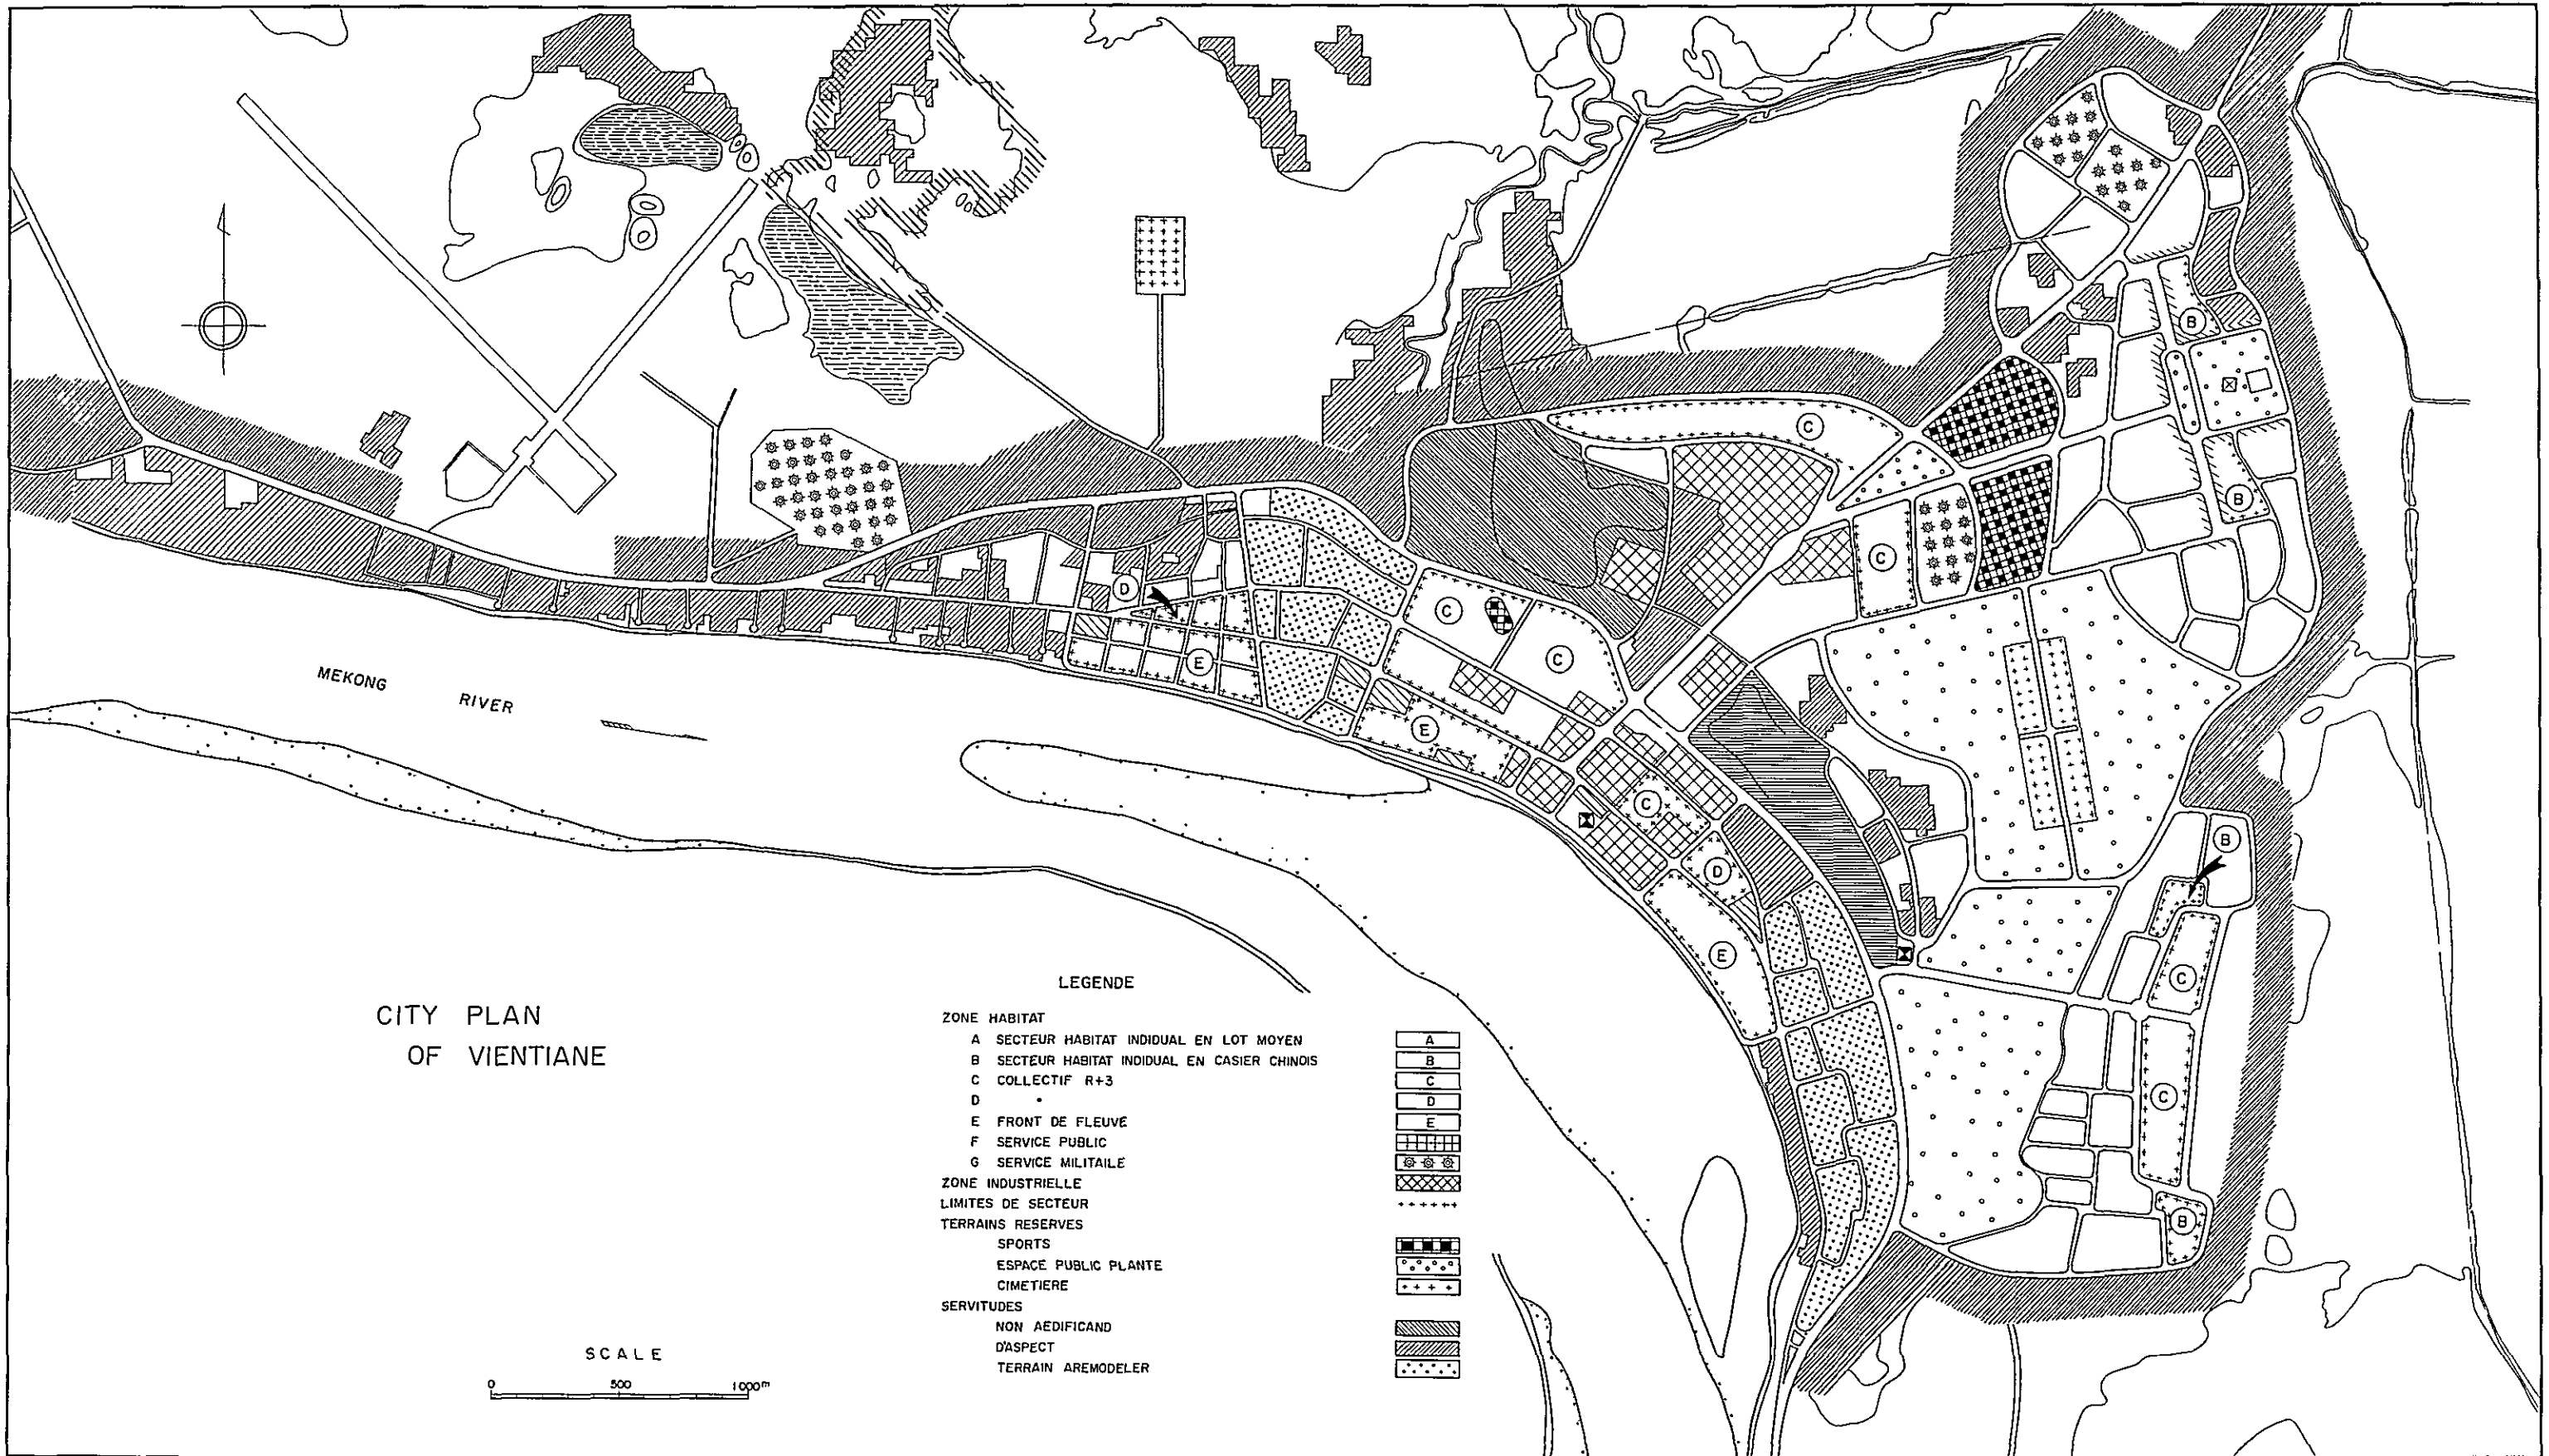 B
C
B
C
D
C
C
E
E
MEKONG RIVER
C
B
D
E
C
C
B
CITY PLAN
OF VIENTIANE
LEGENDE
ZONE HABITAT
A SECTEUR HABITAT INDIDUAL EN LOT MOYEN A
B SECTEUR HABITAT INDIDUAL EN CASIER CHINOIS B
C COLLECTIF R+3 C
D • D
E FRONT DE FLEUVE E
F SERVICE PUBLIC
G SERVICE MILITAILE
ZONE INDUSTRIELLE
LIMITES DE SECTEUR
TERRAINS RESERVES
SPORTS
ESPACE PUBLIC PLANTE
CIMETIERE
SERVITUDES
NON AEDIFICAND
D'ASPECT
TERRAIN AREMODELER
SCALE
0 500 1000m